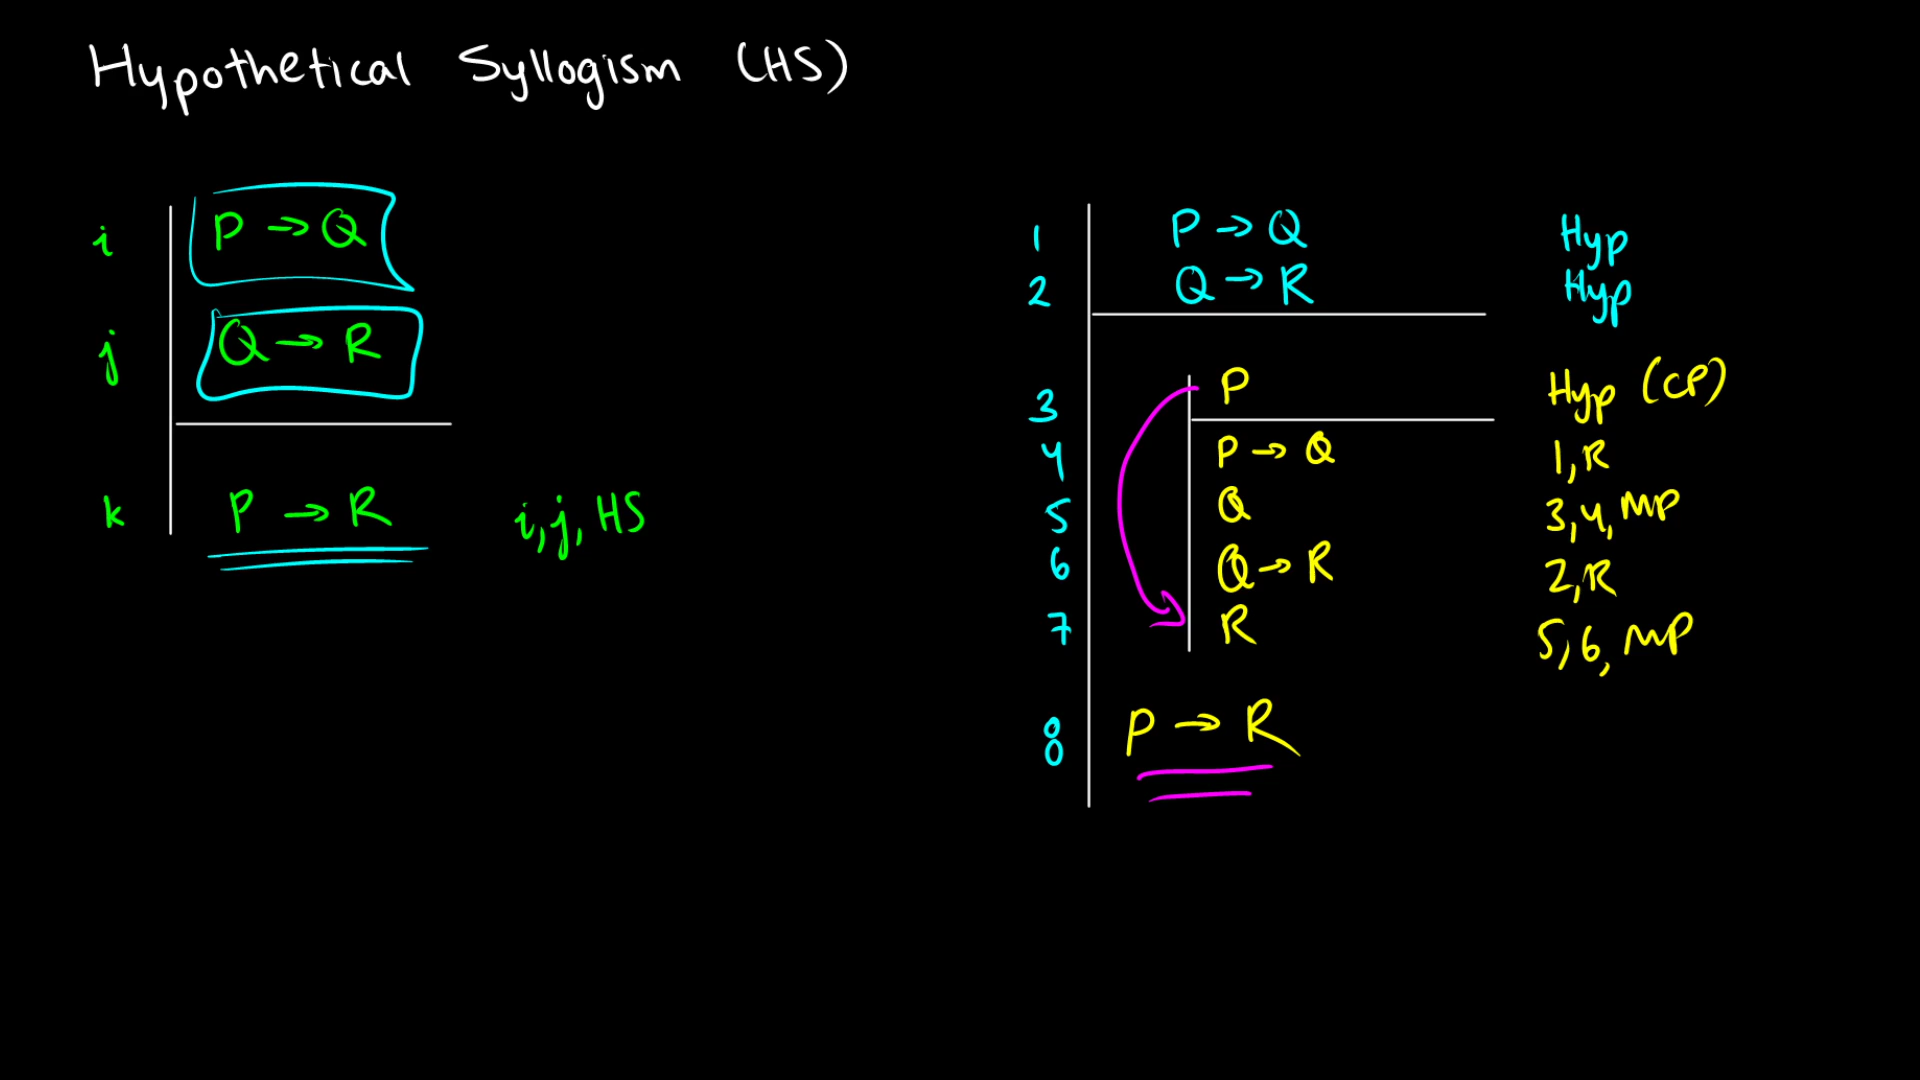 Hypothetical Syllogism (HS)
i P → Q
j Q → R
k P → R i, j, HS
1 P → Q Hyp
2 Q → R Hyp
3 P Hyp (CP)
4 P → Q 1, R
5 Q 3, 4, MP
6 Q → R 2, R
7 R 5, 6, MP
8 P → R